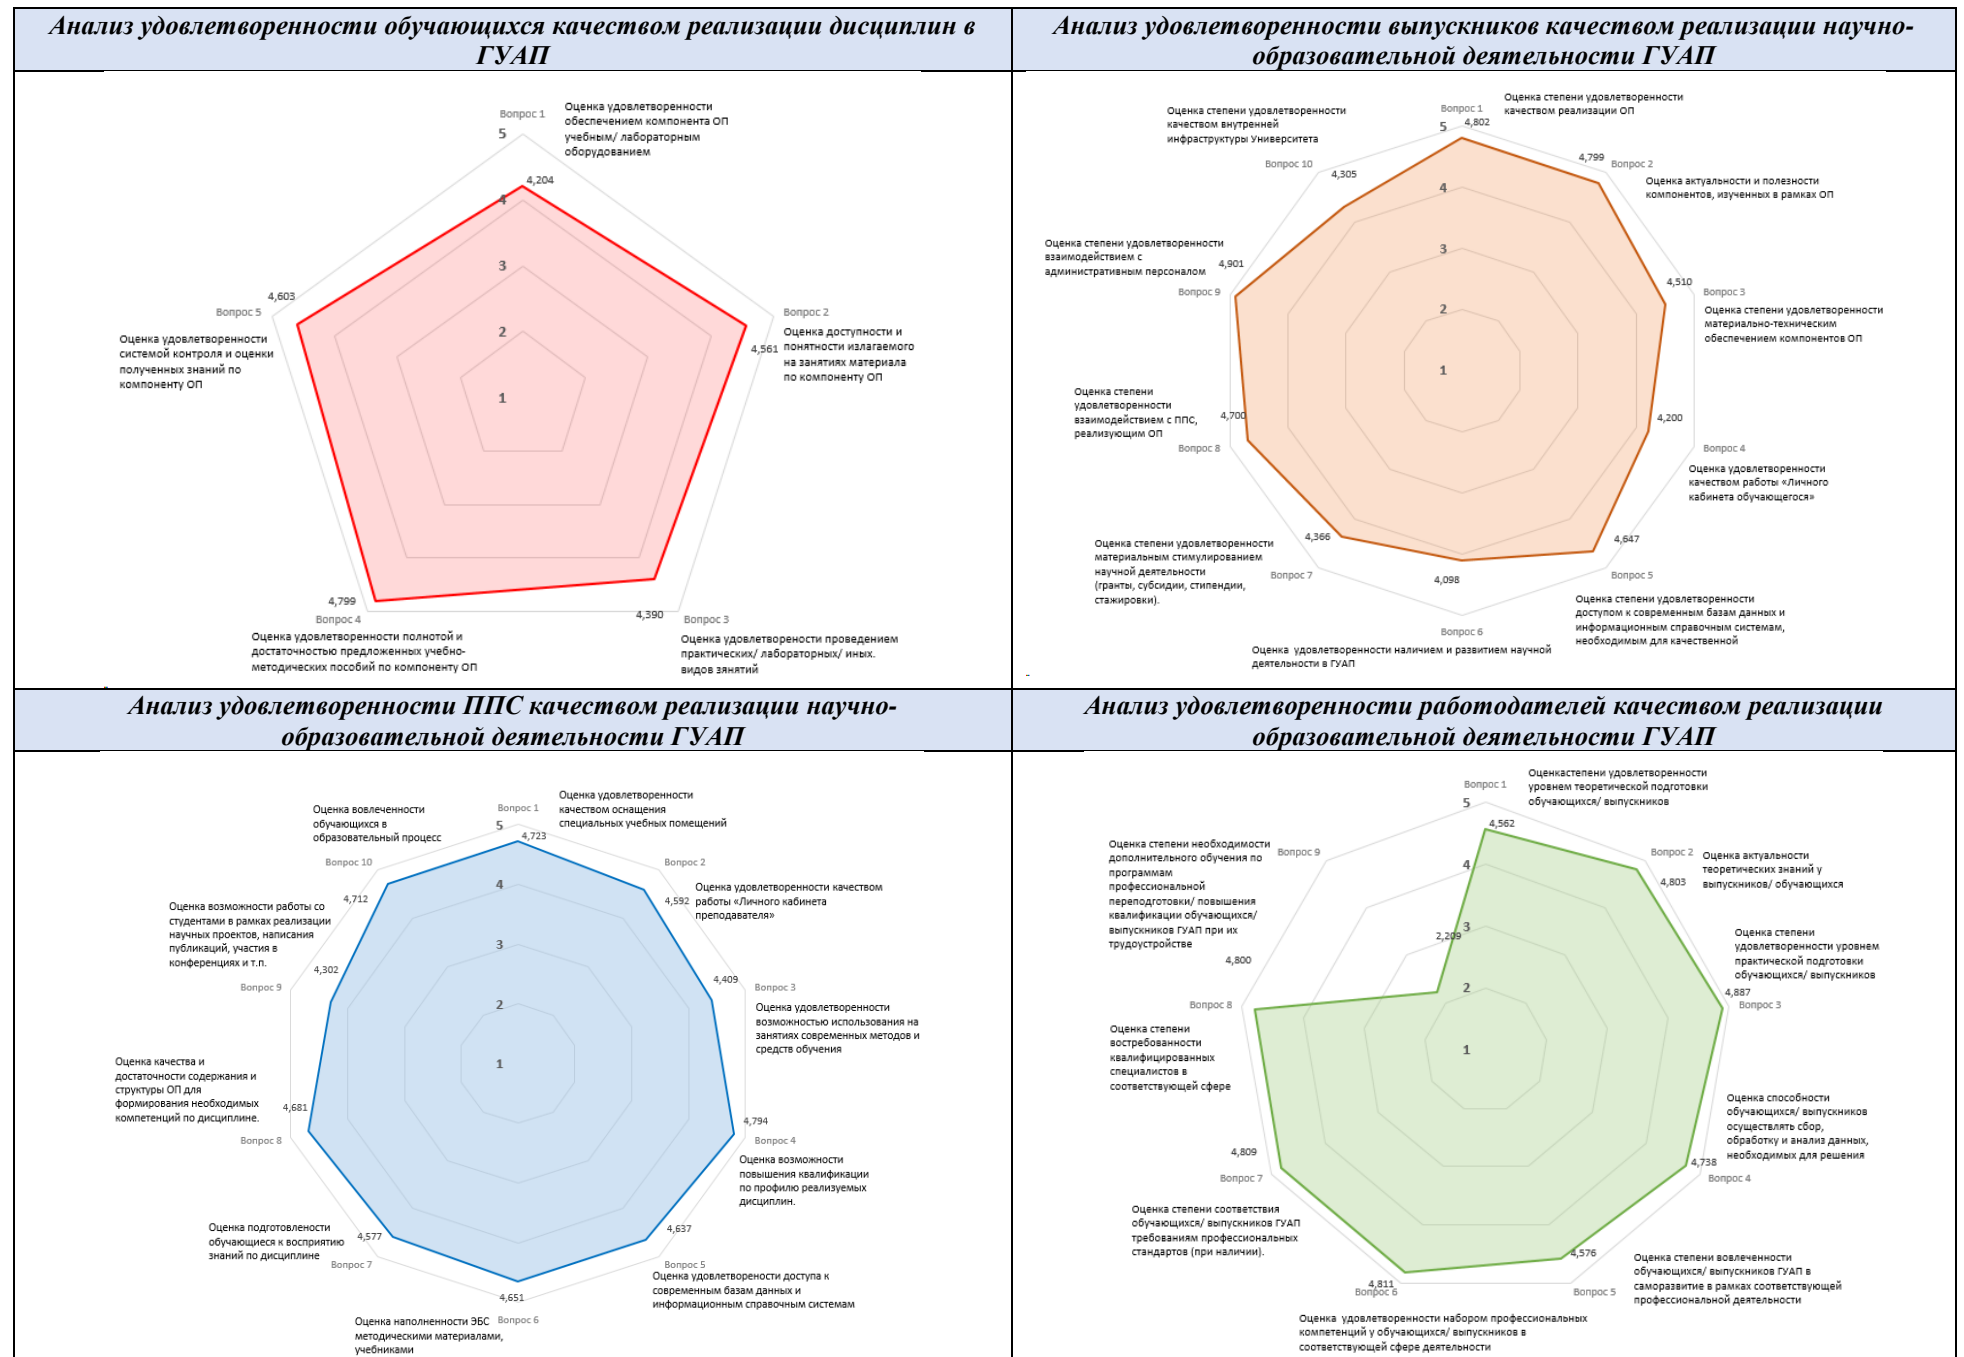 Анализ удовлетворенности обучающихся качеством реализации дисциплин в
ГУАП
Вопрос 1
Оценка удовлетворенности
обеспечением компонента ОП
учебным/ лабораторным
оборудованием
5
4,204
4
3
2
1
4,603
Вопрос 5
Оценка удовлетворенности
системой контроля и оценки
полученных знаний по
компоненту ОП
Вопрос 2
4,561
Оценка доступности и
понятности излагаемого
на занятиях материала
по компоненту ОП
4,799
Вопрос 4
Оценка удовлетворенности полнотой и
достаточностью предложенных учебно-
методических пособий по компоненту ОП
4,390
Вопрос 3
Оценка удовлетворености проведением
практических/ лабораторных/ иных.
видов зянятий
Анализ удовлетворенности выпускников качеством реализации научно-
образовательной деятельности ГУАП
Вопрос 1
Оценка степени удовлетворенности
качеством реализации ОП
5
4,802
4
3
2
1
4,799
Вопрос 2
Оценка актуальности и полезности
компонентов, изученных в рамках ОП
4,510
Вопрос 3
Оценка степени удовлетворенности
материально-техническим
обеспечением компонентов ОП
4,200
Вопрос 4
Оценка удовлетворенности
качеством работы «Личного
кабинета обучающегося»
4,647
Вопрос 5
Оценка степени удовлетворенности
доступом к современным базам данных и
информационным справочным системам,
необходимым для качественной
4,098
Вопрос 6
Оценка  удовлетворенности наличием и развитием научной
деятельности в ГУАП
4,366
Вопрос 7
Оценка степени удовлетворенности
материальным стимулированием
научной деятельности
(гранты, субсидии, стипендии,
стажировки).
4,700
Вопрос 8
Оценка степени
удовлетворенности
взаимодействием с ППС,
реализующим ОП
4,901
Вопрос 9
Оценка степени удовлетворенности
взаимодействием с
административным персоналом
4,305
Вопрос 10
Оценка степени удовлетворенности
качеством внутренней
инфраструктуры Университета
Анализ удовлетворенности ППС качеством реализации научно-
образовательной деятельности ГУАП
Вопрос 1
Оценка удовлетворенности
качеством оснащения
специальных учебных помещений
5
4,723
4
3
2
1
Вопрос 2
4,592
Оценка удовлетворенности качеством
работы «Личного кабинета
преподавателя»
4,409
Вопрос 3
Оценка удовлетворенности
возможностью использования на
занятиях современных методов и
средств обучения
4,794
Вопрос 4
Оценка возможности
повышения квалификации
по профилю реализуемых
дисциплин.
4,637
Вопрос 5
Оценка удовлетворености доступа к
современным базам данных и
информационным справочным системам
4,651
Вопрос 6
Оценка наполненности ЭБС
методическими материалами,
учебниками
4,577
Вопрос 7
Оценка подготовлености
обучающиеся к восприятию
знаний по дисциплине
4,681
Вопрос 8
Оценка качества и
достаточности содержания и
структуры ОП для
формирования необходимых
компетенций по дисциплине.
4,302
Вопрос 9
Оценка возможности работы со
студентами в рамках реализации
научных проектов, написания
публикаций, участия в
конференциях и т.п.
4,712
Вопрос 10
Оценка вовлеченности
обучающихся в
образовательный процесс
Анализ удовлетворенности работодателей качеством реализации
образовательной деятельности ГУАП
Вопрос 1
Оценкастепени удовлетворенности
уровнем теоретической подготовки
обучающихся/ выпускников
5
4,562
4
3
2
1
Вопрос 2
4,803
Оценка актуальности
теоретических знаний у
выпускников/ обучающихся
Оценка степени
удовлетворенности уровнем
практической подготовки
обучающихся/ выпускников
4,887
Вопрос 3
Оценка способности
обучающихся/ выпускников
осуществлять сбор,
обработку и анализ данных,
необходимых для решения
4,738
Вопрос 4
4,576
Вопрос 5
Оценка степени вовлеченности
обучающихся/ выпускников ГУАП в
саморазвитие в рамках соответствующей
профессиональной деятельности
4,811
Вопрос 6
Оценка  удовлетворенности набором профессиональных
компетенций у обучающихся/ выпускников в
соответствующей сфере деятельности
4,809
Вопрос 7
Оценка степени соответствия
обучающихся/ выпускников ГУАП
требованиям профессиональных
стандартов (при наличии).
4,800
Вопрос 8
Оценка степени
востребованности
квалифицированных
специалистов в
соответствующей сфере
2,209
Вопрос 9
Оценка степени необходимости
дополнительного обучения по
программам
профессиональной
переподготовки/ повышения
квалификации обучающихся/
выпускников ГУАП при их
трудоустройстве